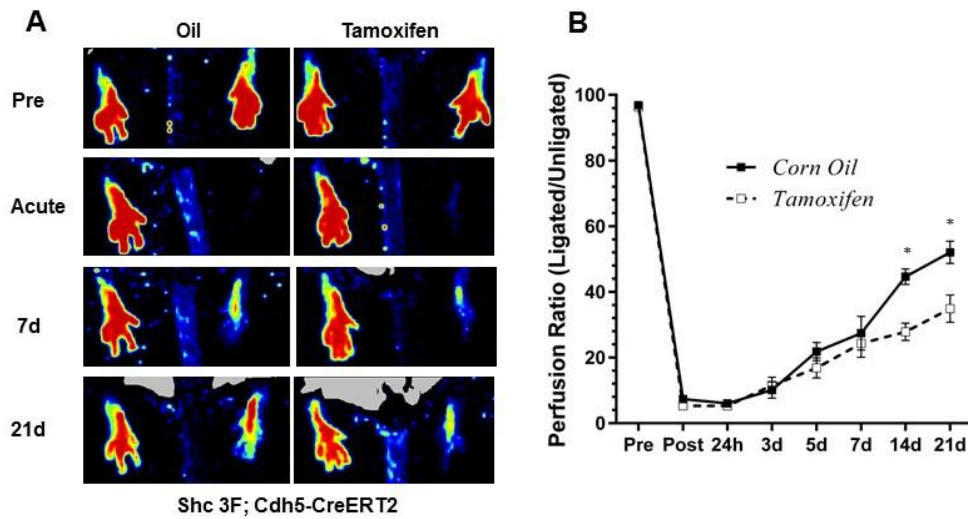 A
Oil Tamoxifen
Pre
Acute
7d
21d
Shc 3F; Cdh5-CreERT2
B
Perfusion Ratio (Ligated/Unligated)
100
80
60
40
20
0
Corn Oil
Tamoxifen
*
*
Pre Post 24h 3d 5d 7d 14d 21d